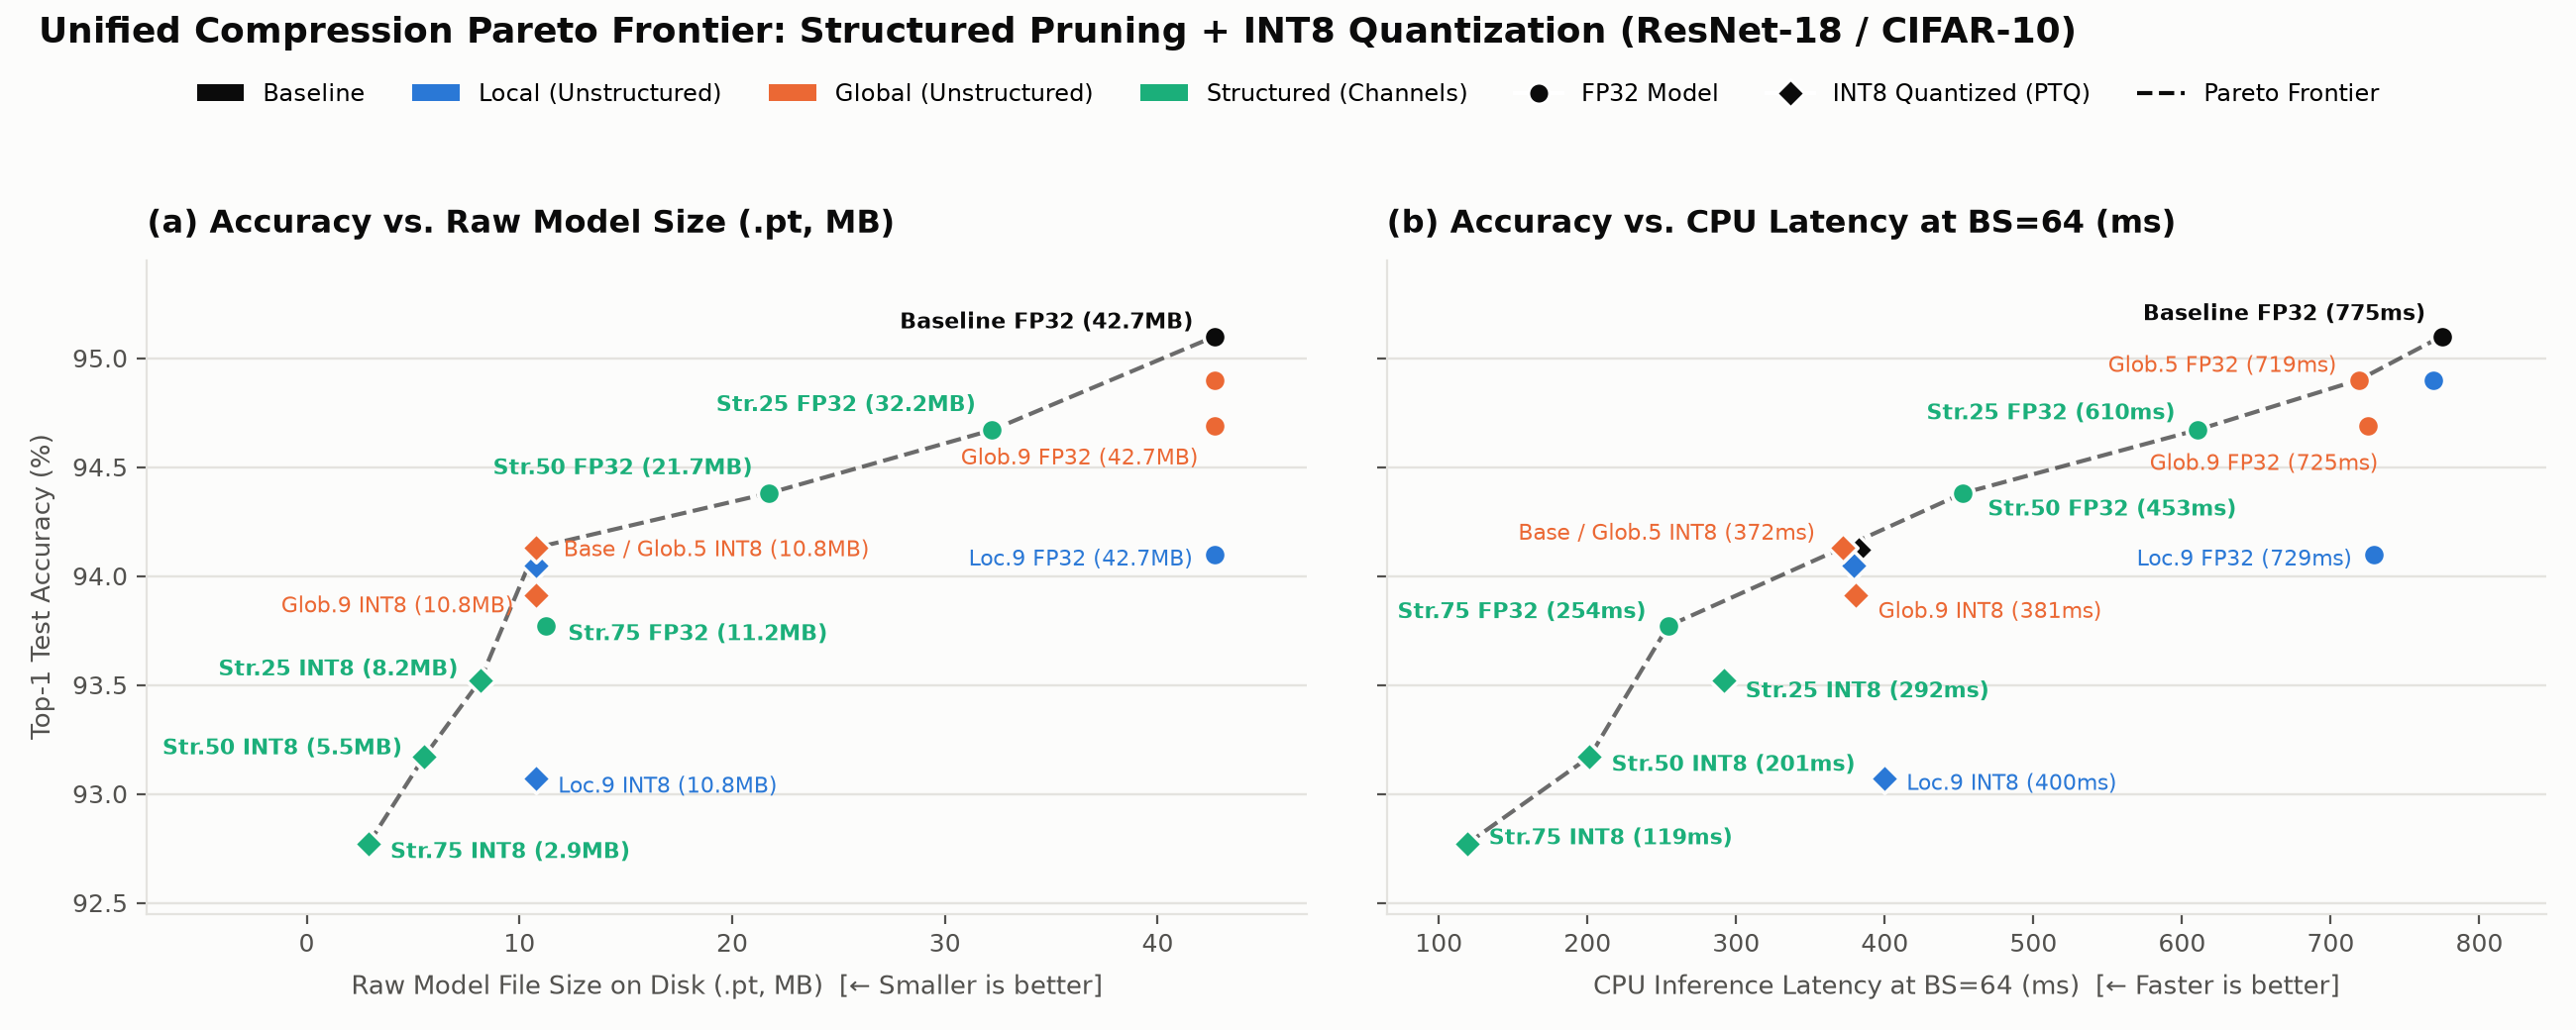 Unified Compression Pareto Frontier: Structured Pruning + INT8 Quantization (ResNet-18 / CIFAR-10)
Baseline
Local (Unstructured)
Global (Unstructured)
Structured (Channels)
FP32 Model
INT8 Quantized (PTQ)
Pareto Frontier
(a) Accuracy vs. Raw Model Size (.pt, MB)
Top-1 Test Accuracy (%)
95.0
94.5
94.0
93.5
93.0
92.5
Baseline FP32 (42.7MB)
Str.25 FP32 (32.2MB)
Glob.9 FP32 (42.7MB)
Str.50 FP32 (21.7MB)
Base / Glob.5 INT8 (10.8MB)
Loc.9 FP32 (42.7MB)
Glob.9 INT8 (10.8MB)
Str.75 FP32 (11.2MB)
Str.25 INT8 (8.2MB)
Str.50 INT8 (5.5MB)
Loc.9 INT8 (10.8MB)
Str.75 INT8 (2.9MB)
0
10
20
30
40
Raw Model File Size on Disk (.pt, MB)  [← Smaller is better]
(b) Accuracy vs. CPU Latency at BS=64 (ms)
Baseline FP32 (775ms)
Glob.5 FP32 (719ms)
Str.25 FP32 (610ms)
Glob.9 FP32 (725ms)
Str.50 FP32 (453ms)
Base / Glob.5 INT8 (372ms)
Loc.9 FP32 (729ms)
Str.75 FP32 (254ms)
Glob.9 INT8 (381ms)
Str.25 INT8 (292ms)
Str.50 INT8 (201ms)
Loc.9 INT8 (400ms)
Str.75 INT8 (119ms)
100
200
300
400
500
600
700
800
CPU Inference Latency at BS=64 (ms)  [← Faster is better]